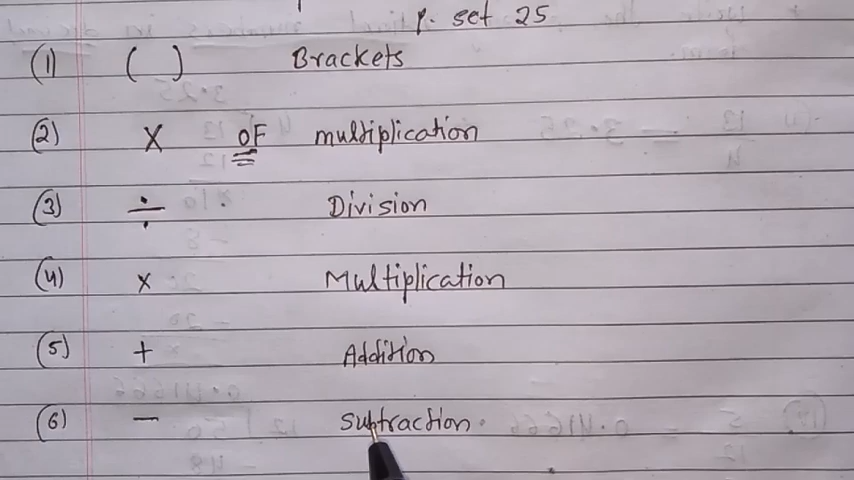 P. set 25
(1) ( ) Brackets
(2) × OF multiplication
(3) ÷ Division
(4) × Multiplication
(5) + Addition
(6) − Subtraction.